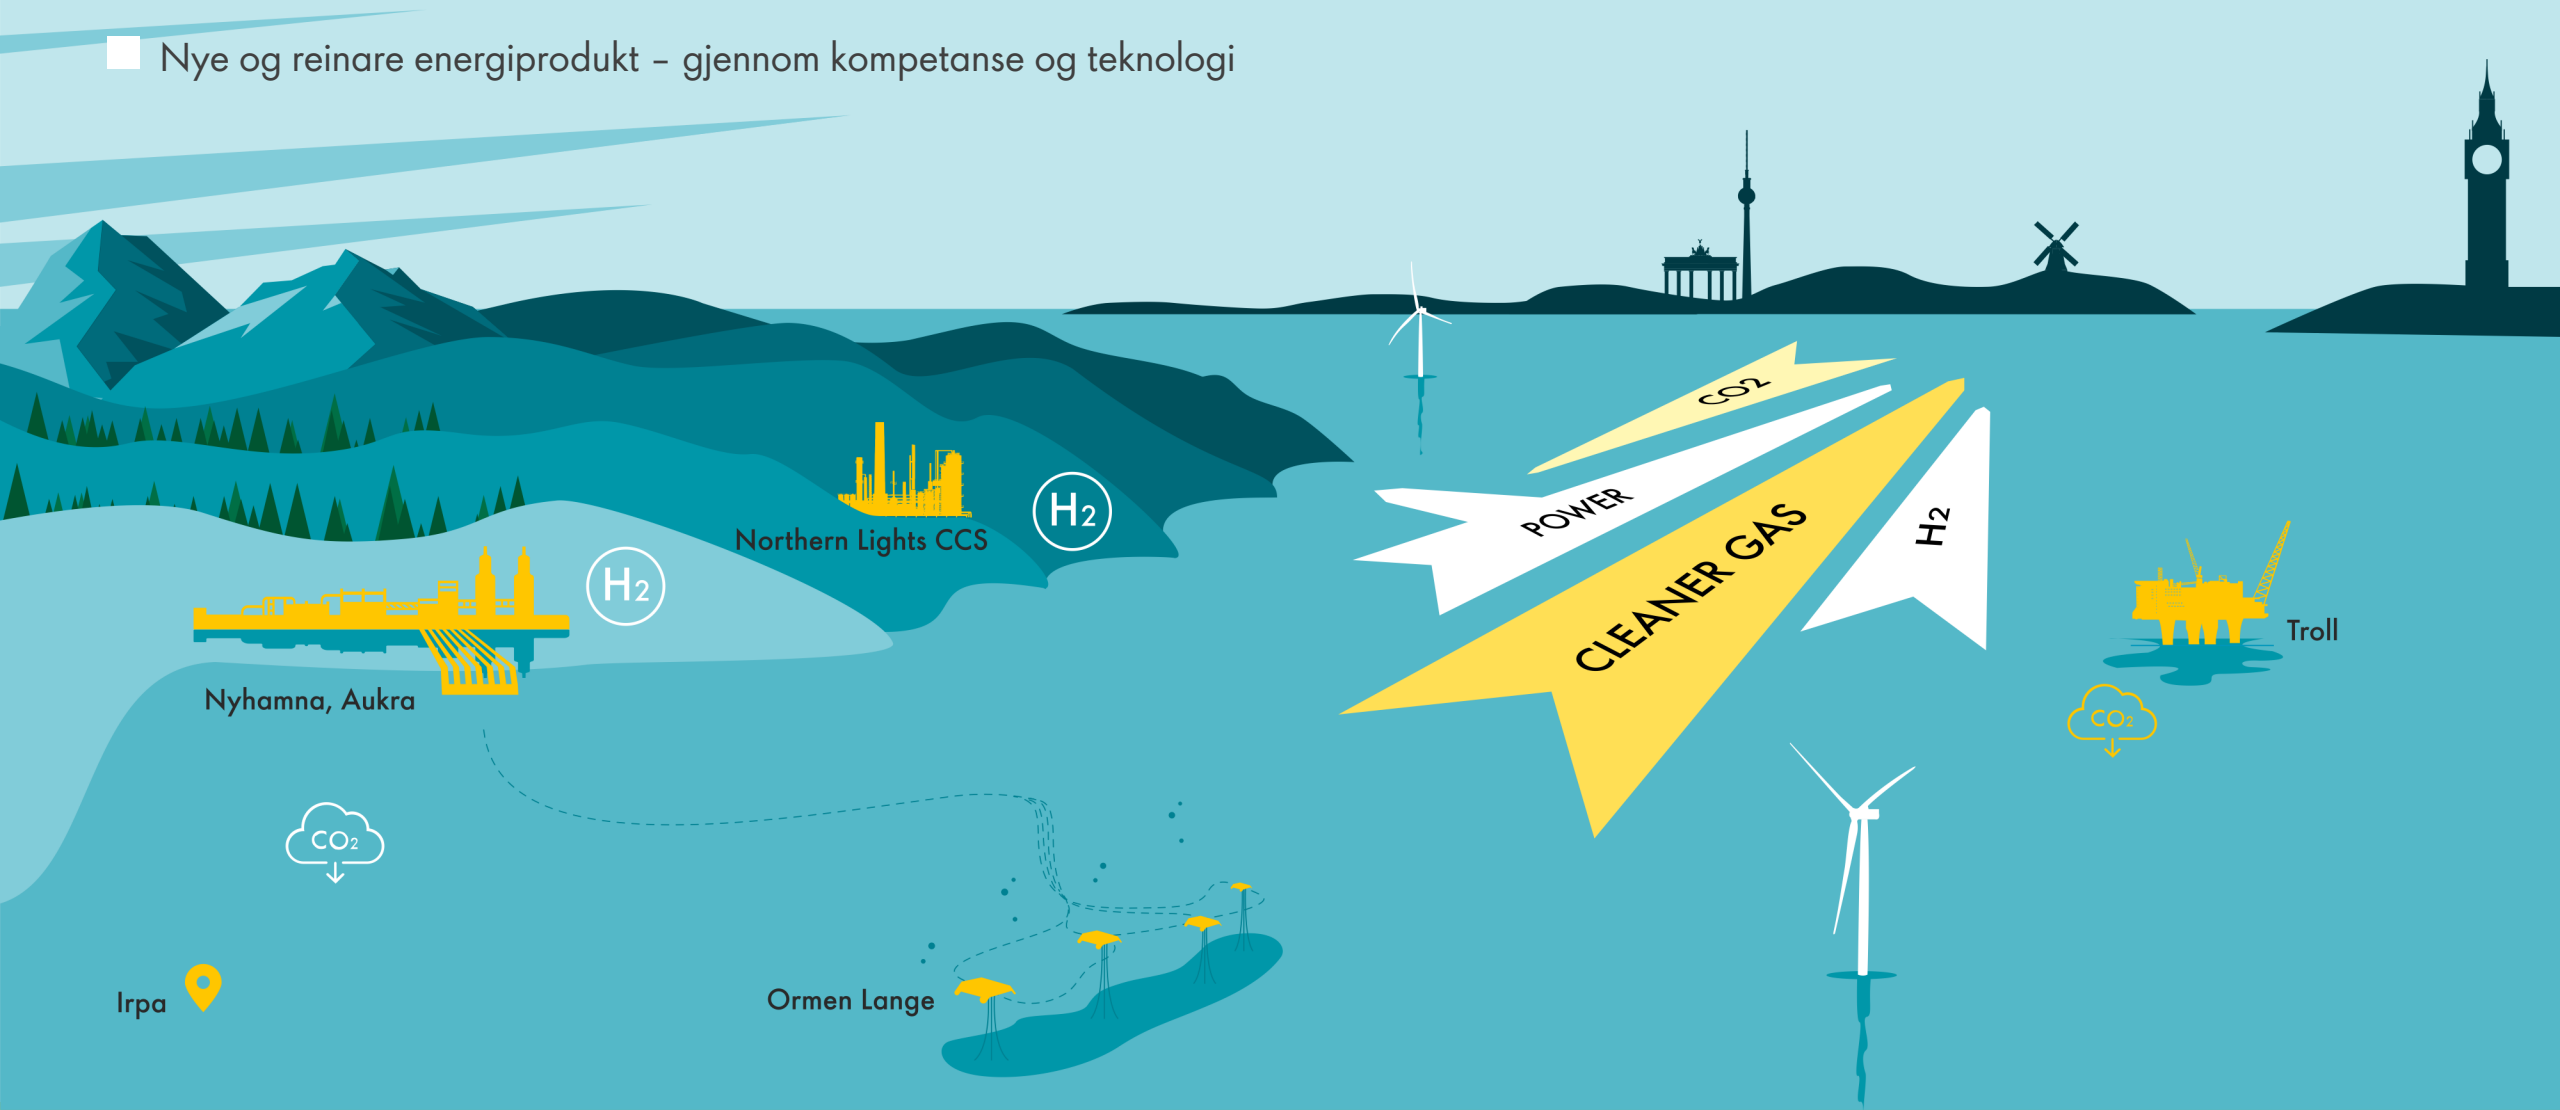 Nye og reinare energiprodukt – gjennom kompetanse og teknologi
CO2
POWER
CLEANER GAS
H2
Northern Lights CCS
H2
H2
Nyhamna, Aukra
Troll
CO2
CO2
Irpa
Ormen Lange